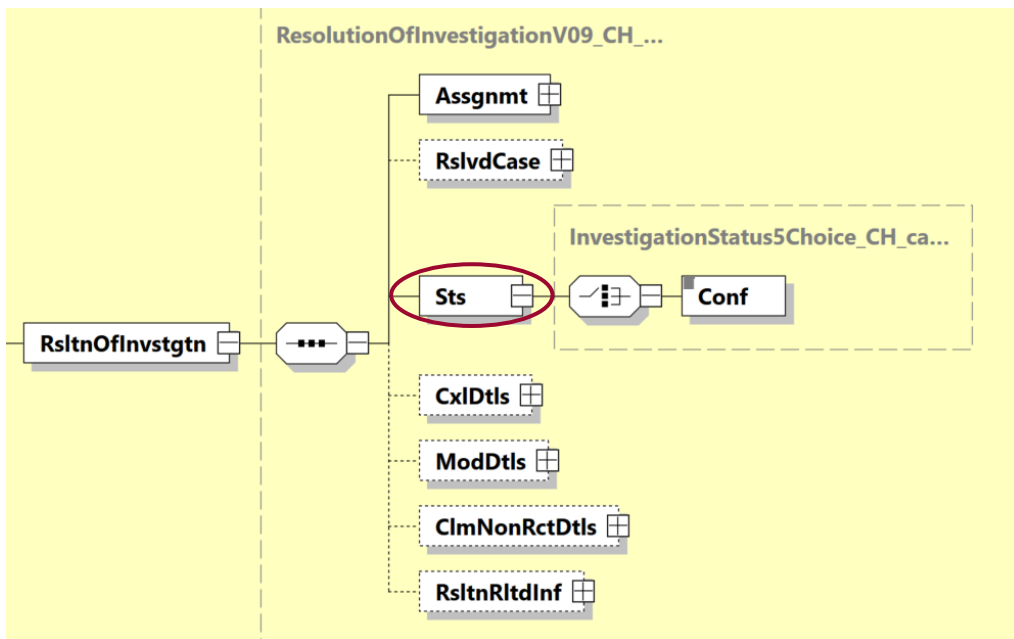 ResolutionOfInvestigationV09_CH_...
Assgnmt
RslvdCase
InvestigationStatus5Choice_CH_ca...
Sts
Conf
RsltnOfInvstgtn
CxlDtls
ModDtls
ClmNonRctDtls
RsltnRltdInf